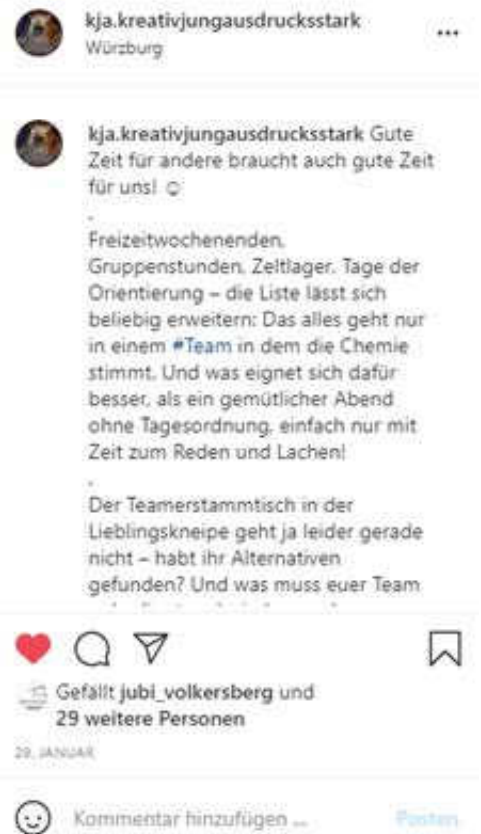 kja.kreativjungausdrucksstark
Würzburg
kja.kreativjungausdrucksstark Gute
Zeit für andere braucht auch gute Zeit
für uns! ☺
.
Freizeitwochenenden,
Gruppenstunden, Zeltlager, Tage der
Orientierung – die Liste lässt sich
beliebig erweitern: Das alles geht nur
in einem #Team in dem die Chemie
stimmt. Und was eignet sich dafür
besser, als ein gemütlicher Abend
ohne Tagesordnung, einfach nur mit
Zeit zum Reden und Lachen!
.
Der Teamerstammtisch in der
Lieblingskneipe geht ja leider gerade
nicht – habt ihr Alternativen
gefunden? Und was muss euer Team
Gefällt jubi_volkersberg und
29 weitere Personen
29. JANUAR
Kommentar hinzufügen ...
Posten